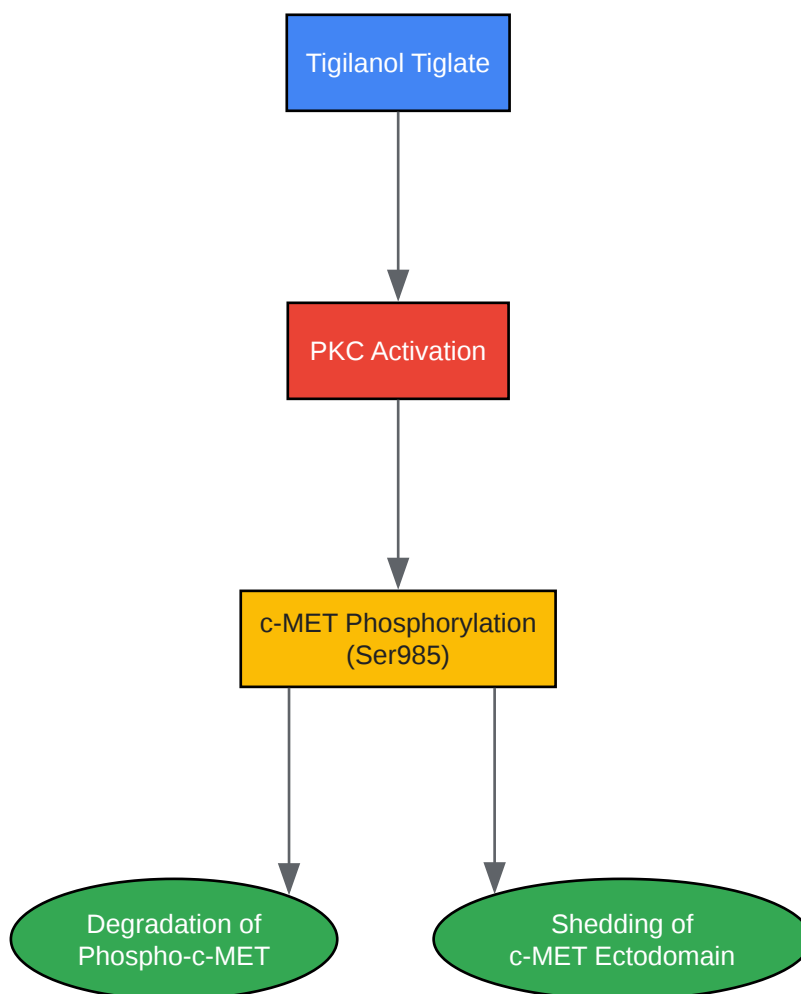 Tigilanol Tiglate
PKC Activation
c-MET Phosphorylation
(Ser985)
Degradation of
Phospho-c-MET
Shedding of
c-MET Ectodomain